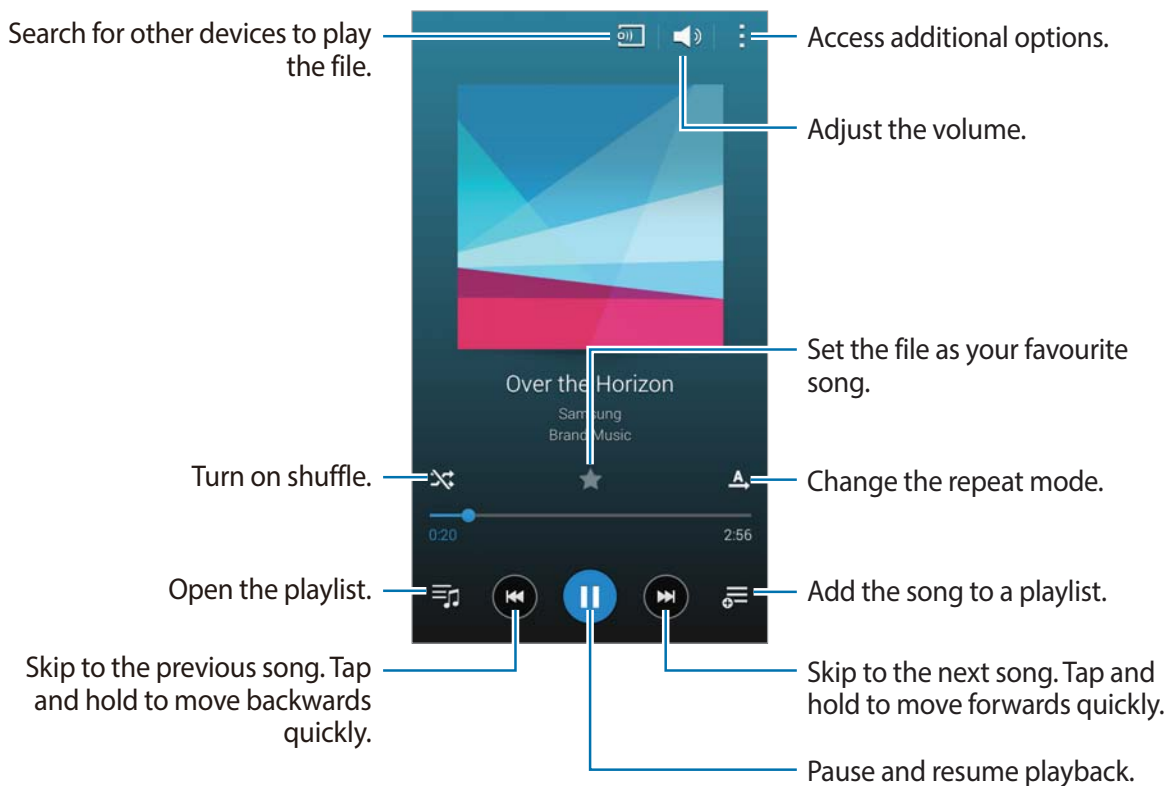 Search for other devices to play
the file.
Access additional options.
Adjust the volume.
Set the file as your favourite
song.
Over the Horizon
Samsung
Brand Music
Turn on shuffle.
A
Change the repeat mode.
0:20
2:56
Open the playlist.
Add the song to a playlist.
Skip to the previous song. Tap
and hold to move backwards
quickly.
Skip to the next song. Tap and
hold to move forwards quickly.
Pause and resume playback.